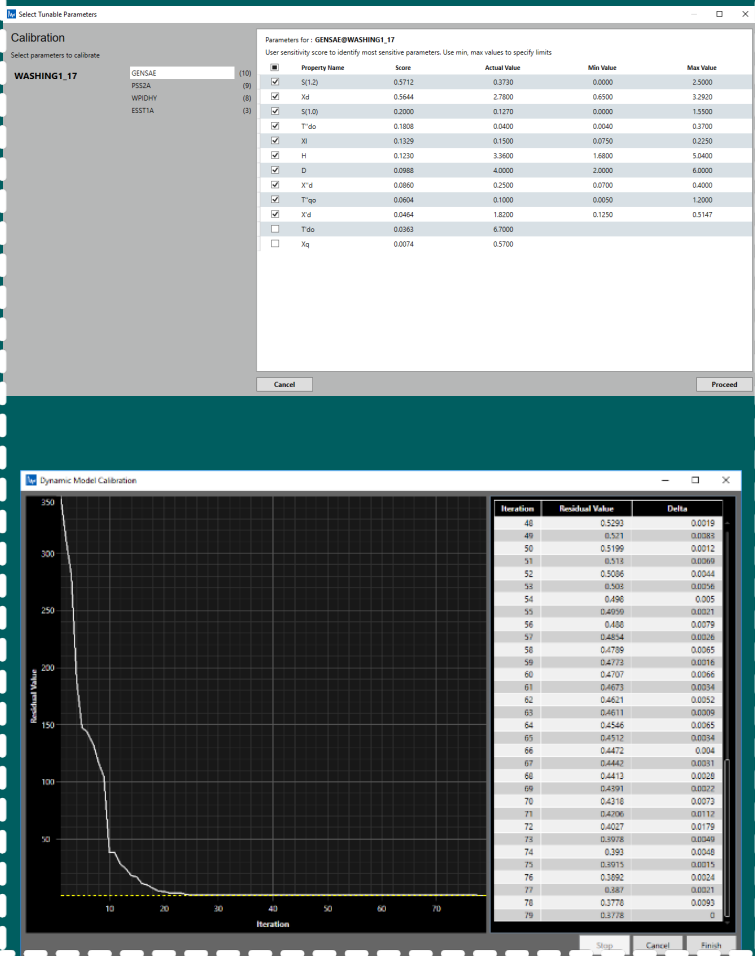 Select Tunable Parameters
Calibration
Select parameters to calibrate
WASHING1_17
GENSAE (10)
PSS2A (9)
WPIDHY (8)
ESST1A (3)
Parameters for : GENSAE@WASHING1_17
User sensitivity score to identify most sensitive parameters. Use min, max values to specify limits
Property Name Score Actual Value Min Value Max Value
S(1.2) 0.5712 0.3730 0.0000 2.5000
Xd 0.5644 2.7800 0.6500 3.2920
S(1.0) 0.2000 0.1270 0.0000 1.5500
T"do 0.1808 0.0400 0.0040 0.3700
Xl 0.1329 0.1500 0.0750 0.2250
H 0.1230 3.3600 1.6800 5.0400
D 0.0988 4.0000 2.0000 6.0000
X"d 0.0860 0.2500 0.0700 0.4000
T"qo 0.0604 0.1000 0.0050 1.2000
X'd 0.0464 1.8200 0.1250 0.5147
T'do 0.0363 6.7000
Xq 0.0074 0.5700
Cancel
Proceed
Dynamic Model Calibration
350
300
250
200
150
100
50
Residual Value
10 20 30 40 50 60 70
Iteration
Iteration Residual Value Delta
48 0.5293 0.0019
49 0.521 0.0083
50 0.5199 0.0012
51 0.513 0.0069
52 0.5086 0.0044
53 0.503 0.0056
54 0.498 0.005
55 0.4959 0.0021
56 0.488 0.0079
57 0.4854 0.0026
58 0.4789 0.0065
59 0.4773 0.0016
60 0.4707 0.0066
61 0.4673 0.0034
62 0.4621 0.0052
63 0.4611 0.0009
64 0.4546 0.0065
65 0.4512 0.0034
66 0.4472 0.004
67 0.4442 0.0031
68 0.4413 0.0028
69 0.4391 0.0022
70 0.4318 0.0073
71 0.4206 0.0112
72 0.4027 0.0179
73 0.3978 0.0049
74 0.393 0.0048
75 0.3915 0.0015
76 0.3892 0.0024
77 0.387 0.0021
78 0.3778 0.0093
79 0.3778 0
Stop
Cancel
Finish